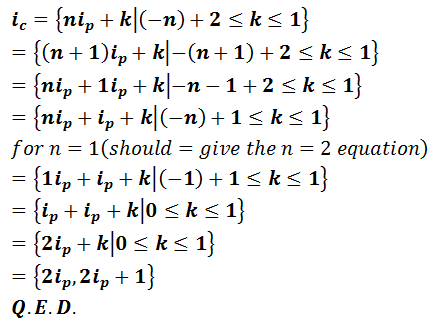 i_c = {ni_p + k|(−n) + 2 ≤ k ≤ 1}
= {(n + 1)i_p + k|−(n + 1) + 2 ≤ k ≤ 1}
= {ni_p + 1i_p + k|−n − 1 + 2 ≤ k ≤ 1}
= {ni_p + i_p + k|(−n) + 1 ≤ k ≤ 1}
for n = 1(should = give the n = 2 equation)
= {1i_p + i_p + k|(−1) + 1 ≤ k ≤ 1}
= {i_p + i_p + k|0 ≤ k ≤ 1}
= {2i_p + k|0 ≤ k ≤ 1}
= {2i_p, 2i_p + 1}
Q.E.D.